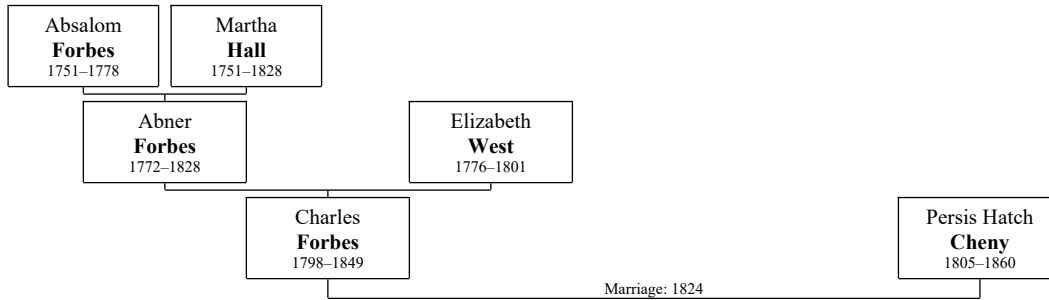 Absalom
Forbes
1751–1778
Martha
Hall
1751–1828
Abner
Forbes
1772–1828
Elizabeth
West
1776–1801
Charles
Forbes
1798–1849
Persis Hatch
Cheny
1805–1860
Marriage: 1824